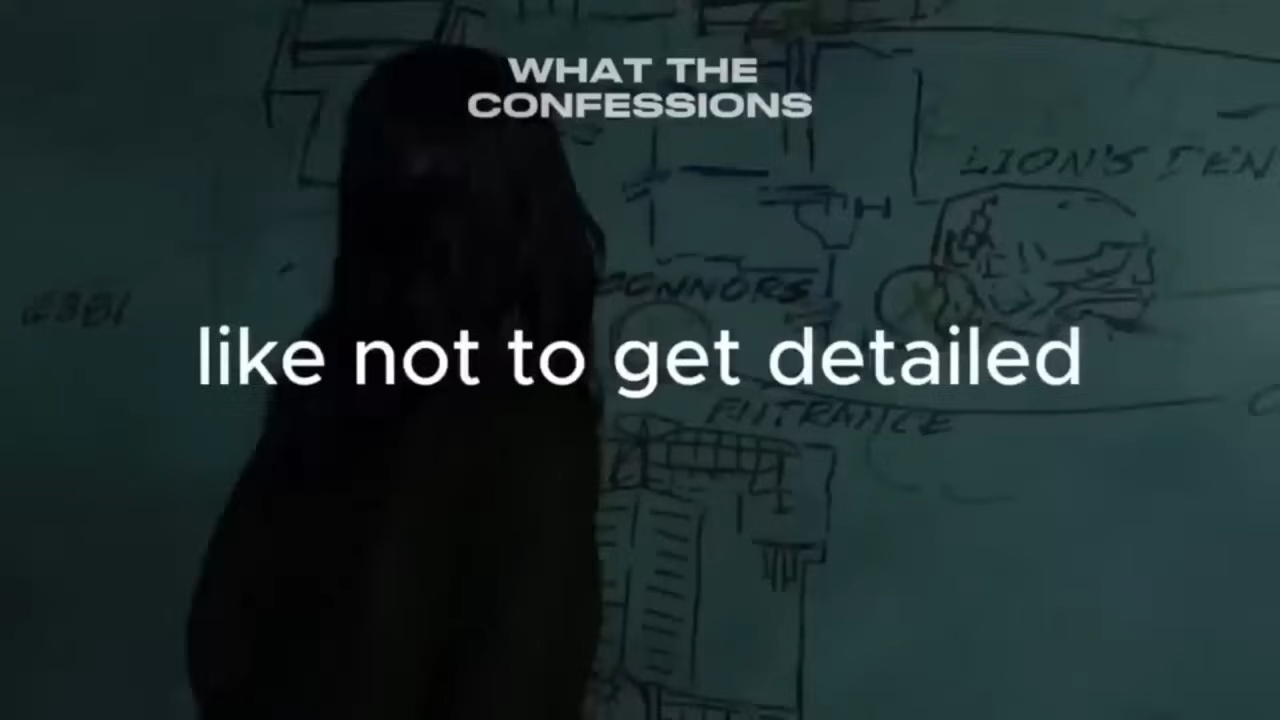 WHAT THE
CONFESSIONS
LION'S DEN
CONNORS
like not to get detailed
ENTRANCE